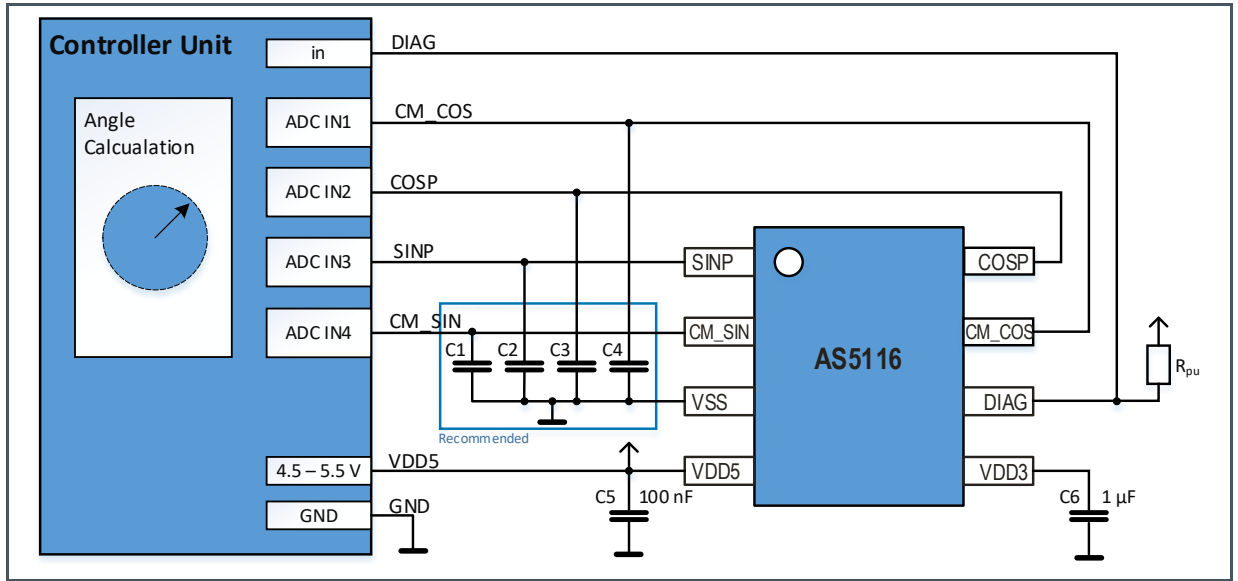 Controller Unit
in
DIAG
Angle
Calcualation
ADC IN1
CM_COS
ADC IN2
COSP
ADC IN3
SINP
ADC IN4
CM_SIN
C1
C2
C3
C4
Recommended
SINP
CM_SIN
VSS
VDD5
AS5116
COSP
CM_COS
DIAG
VDD3
Rpu
4.5 – 5.5 V
VDD5
C5
100 nF
C6
1 µF
GND
GND